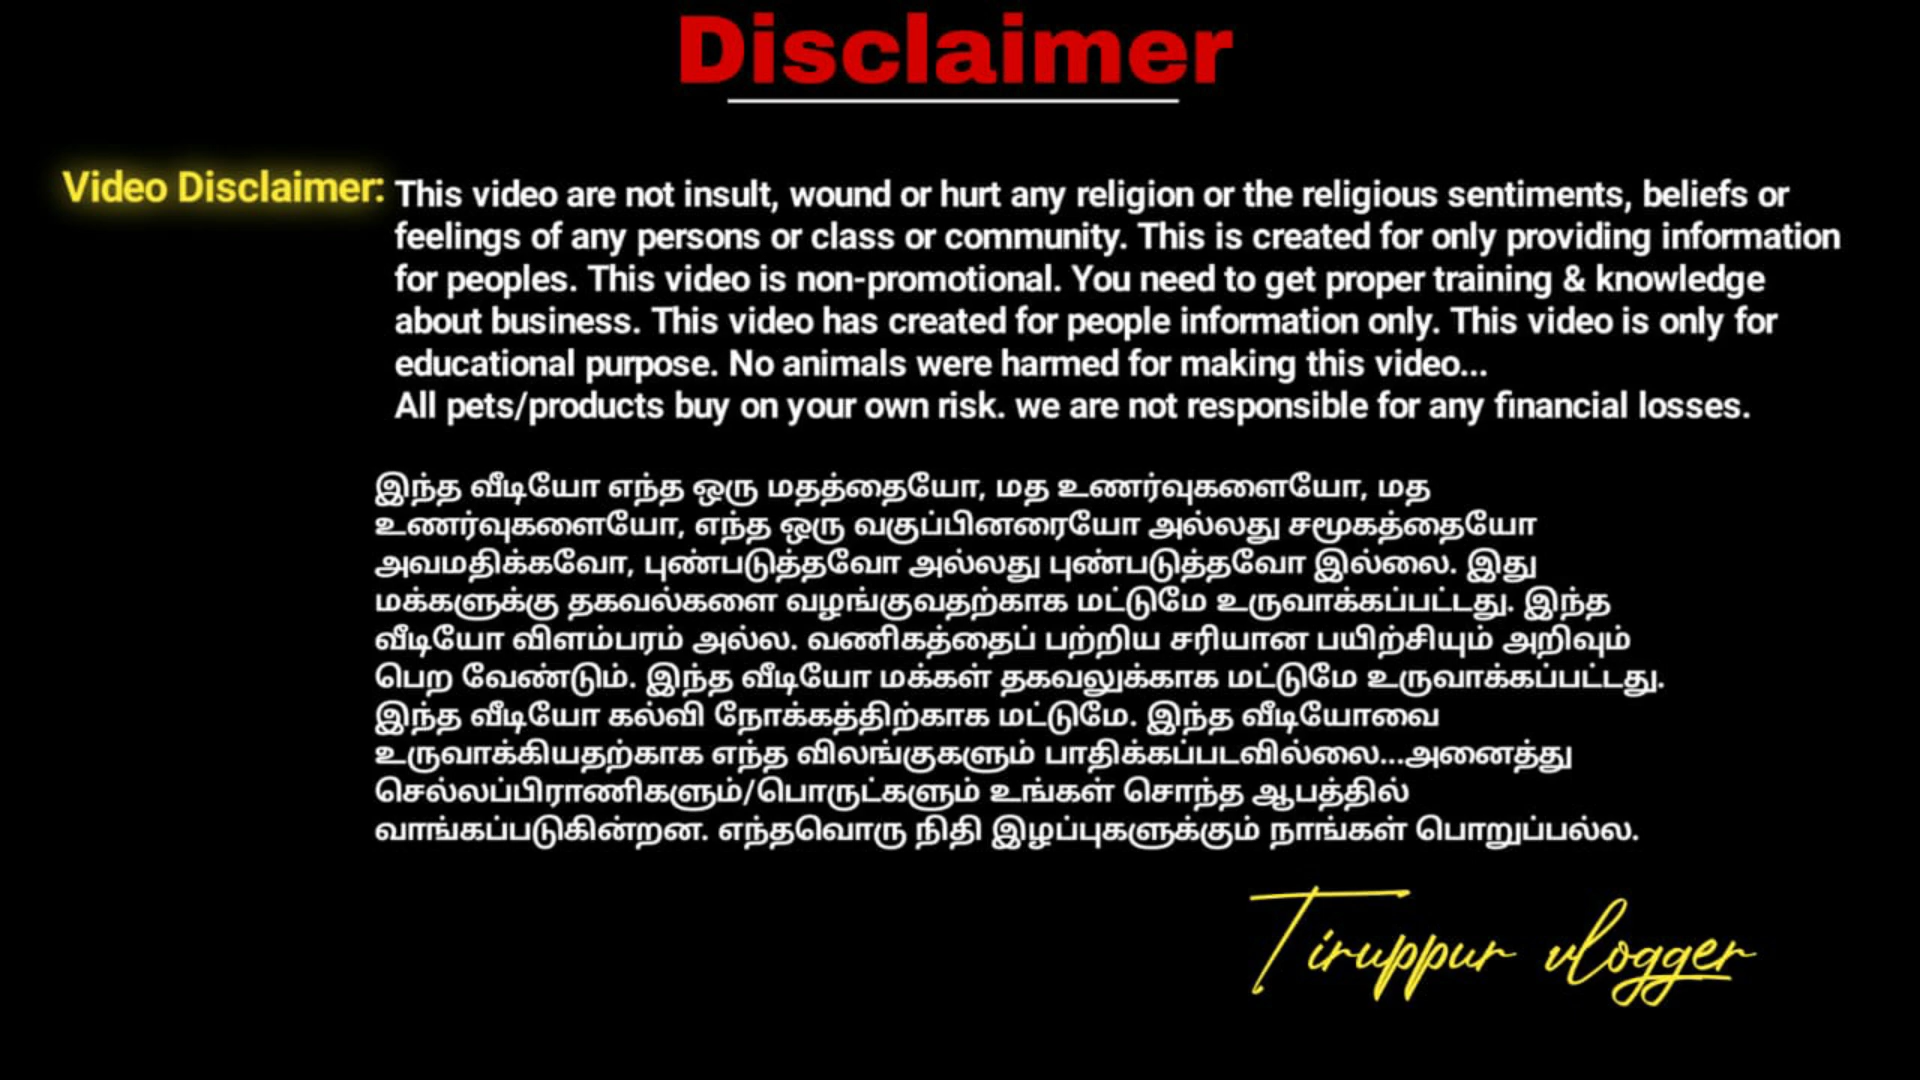 Disclaimer
Video Disclaimer: This video are not insult, wound or hurt any religion or the religious sentiments, beliefs or
feelings of any persons or class or community. This is created for only providing information
for peoples. This video is non-promotional. You need to get proper training & knowledge
about business. This video has created for people information only. This video is only for
educational purpose. No animals were harmed for making this video...
All pets/products buy on your own risk. we are not responsible for any financial losses.
இந்த வீடியோ எந்த ஒரு மதத்தையோ, மத உணர்வுகளையோ, மத
உணர்வுகளையோ, எந்த ஒரு வகுப்பினரையோ அல்லது சமூகத்தையோ
அவமதிக்கவோ, புண்படுத்தவோ அல்லது புண்படுத்தவோ இல்லை. இது
மக்களுக்கு தகவல்களை வழங்குவதற்காக மட்டுமே உருவாக்கப்பட்டது. இந்த
வீடியோ விளம்பரம் அல்ல. வணிகத்தைப் பற்றிய சரியான பயிற்சியும் அறிவும்
பெற வேண்டும். இந்த வீடியோ மக்கள் தகவலுக்காக மட்டுமே உருவாக்கப்பட்டது.
இந்த வீடியோ கல்வி நோக்கத்திற்காக மட்டுமே. இந்த வீடியோவை
உருவாக்கியதற்காக எந்த விலங்குகளும் பாதிக்கப்படவில்லை...அனைத்து
செல்லப்பிராணிகளும்/பொருட்களும் உங்கள் சொந்த ஆபத்தில்
வாங்கப்படுகின்றன. எந்தவொரு நிதி இழப்புகளுக்கும் நாங்கள் பொறுப்பல்ல.
Tiruppur vlogger